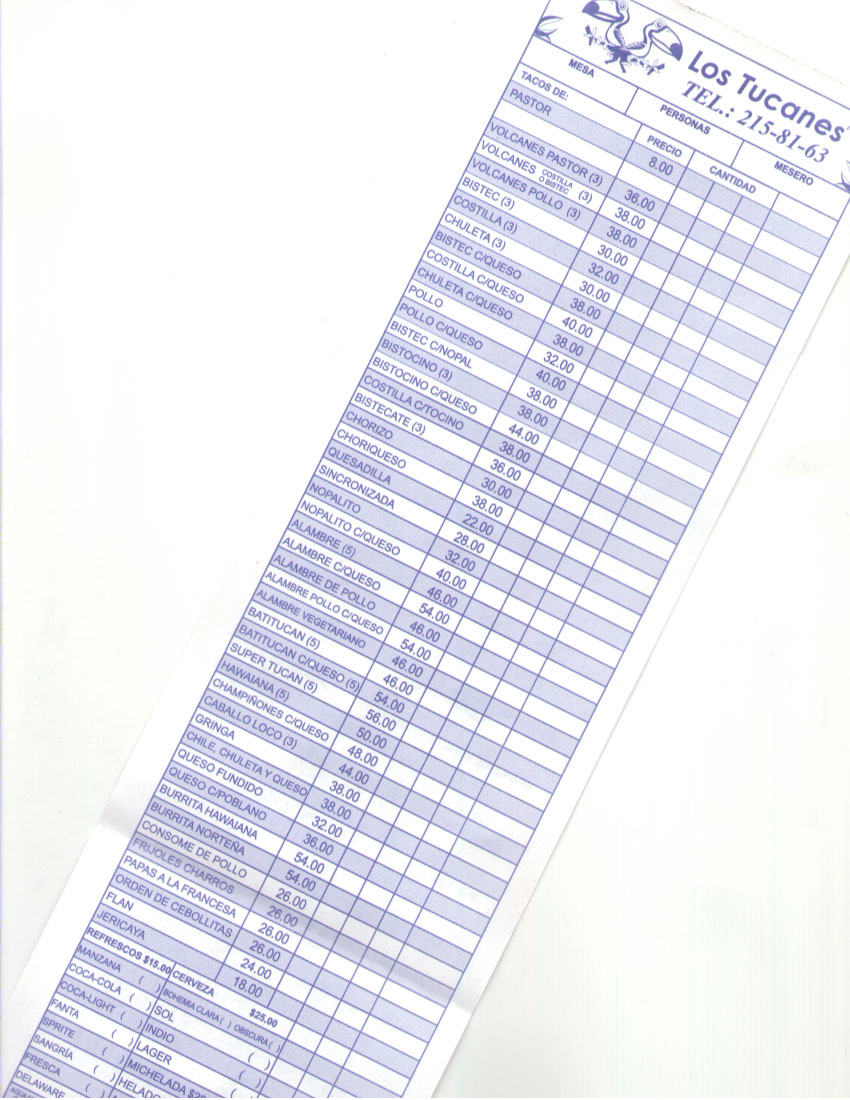 Los Tucanes
TEL.: 215-81-63
MESA PERSONAS MESERO
TACOS DE: PRECIO CANTIDAD
PASTOR 8.00
VOLCANES PASTOR (3) 36.00
VOLCANES COSTILLA O BISTEC (3) 38.00
VOLCANES POLLO (3) 38.00
BISTEC (3) 30.00
COSTILLA (3) 32.00
CHULETA (3) 30.00
BISTEC C/QUESO 38.00
COSTILLA C/QUESO 40.00
CHULETA C/QUESO 38.00
POLLO 32.00
POLLO C/QUESO 40.00
BISTEC C/NOPAL 38.00
BISTOCINO (3) 38.00
BISTOCINO C/QUESO 44.00
COSTILLA C/TOCINO 38.00
BISTECATE (3) 36.00
CHORIZO 30.00
CHORIQUESO 38.00
QUESADILLA 22.00
SINCRONIZADA 28.00
NOPALITO 32.00
NOPALITO C/QUESO 40.00
ALAMBRE (5) 46.00
ALAMBRE C/QUESO 54.00
ALAMBRE DE POLLO 46.00
ALAMBRE POLLO C/QUESO 54.00
ALAMBRE VEGETARIANO 46.00
BATITUCAN (5) 46.00
BATITUCAN C/QUESO (5) 54.00
SUPER TUCAN (5) 56.00
HAWAIANA (5) 50.00
CHAMPIÑONES C/QUESO 48.00
CABALLO LOCO (3) 44.00
GRINGA 38.00
CHILE, CHULETA Y QUESO 38.00
QUESO FUNDIDO 32.00
QUESO C/POBLANO 36.00
BURRITA HAWAIANA 54.00
BURRITA NORTEÑA 54.00
CONSOME DE POLLO 26.00
FRIJOLES CHARROS 26.00
PAPAS A LA FRANCESA 26.00
ORDEN DE CEBOLLITAS 26.00
FLAN 24.00
JERICAYA 18.00
REFRESCOS $15.00 CERVEZA $25.00
MANZANA ( ) BOHEMIA CLARA ( ) OBSCURA ( )
COCA-COLA ( ) SOL ( )
COCA-LIGHT ( ) INDIO ( )
FANTA ( ) LAGER ( )
SPRITE ( ) MICHELADA
SANGRÍA ( ) HELADO
FRESCA ( )
DELAWARE